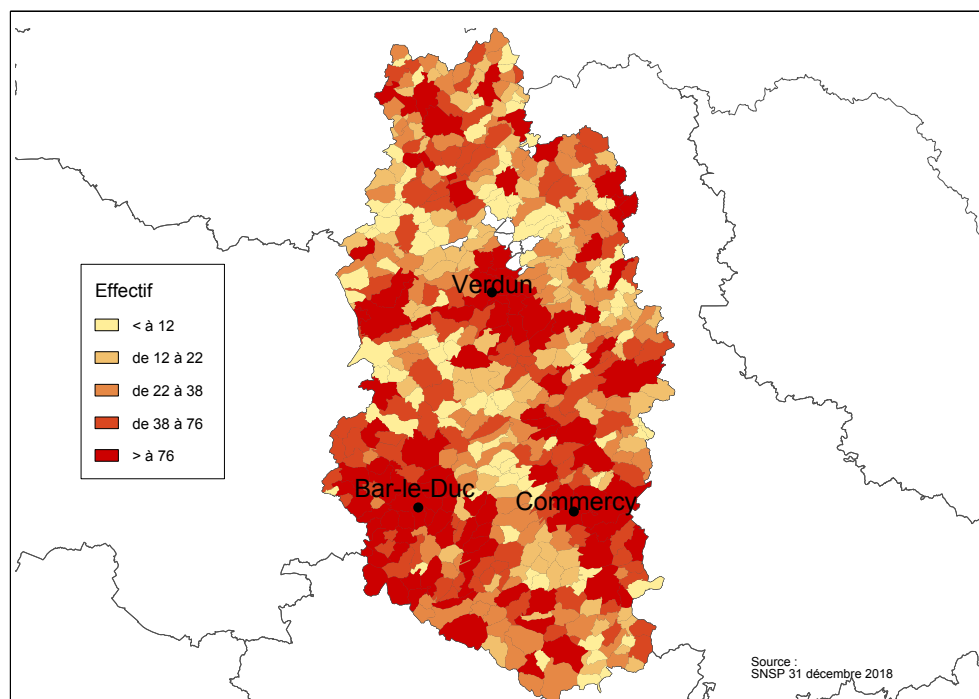 Verdun
Effectif
< à 12
de 12 à 22
de 22 à 38
de 38 à 76
> à 76
Bar-le-Duc
Commercy
Source :
SNSP 31 décembre 2018